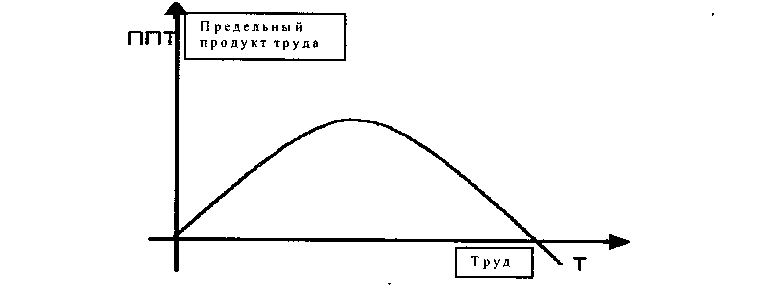 Предельный
продукт труда
ППТ
Труд
Т